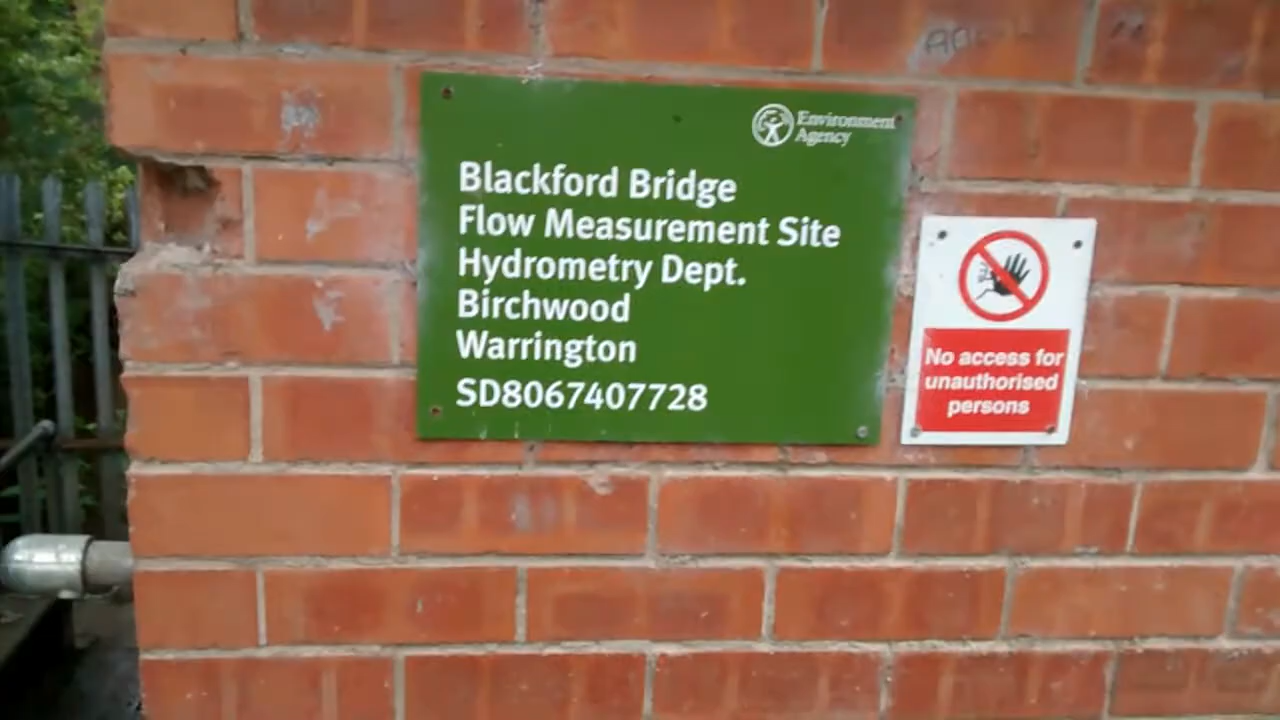 Environment
Agency
Blackford Bridge
Flow Measurement Site
Hydrometry Dept.
Birchwood
Warrington
SD8067407728
No access for
unauthorised
persons